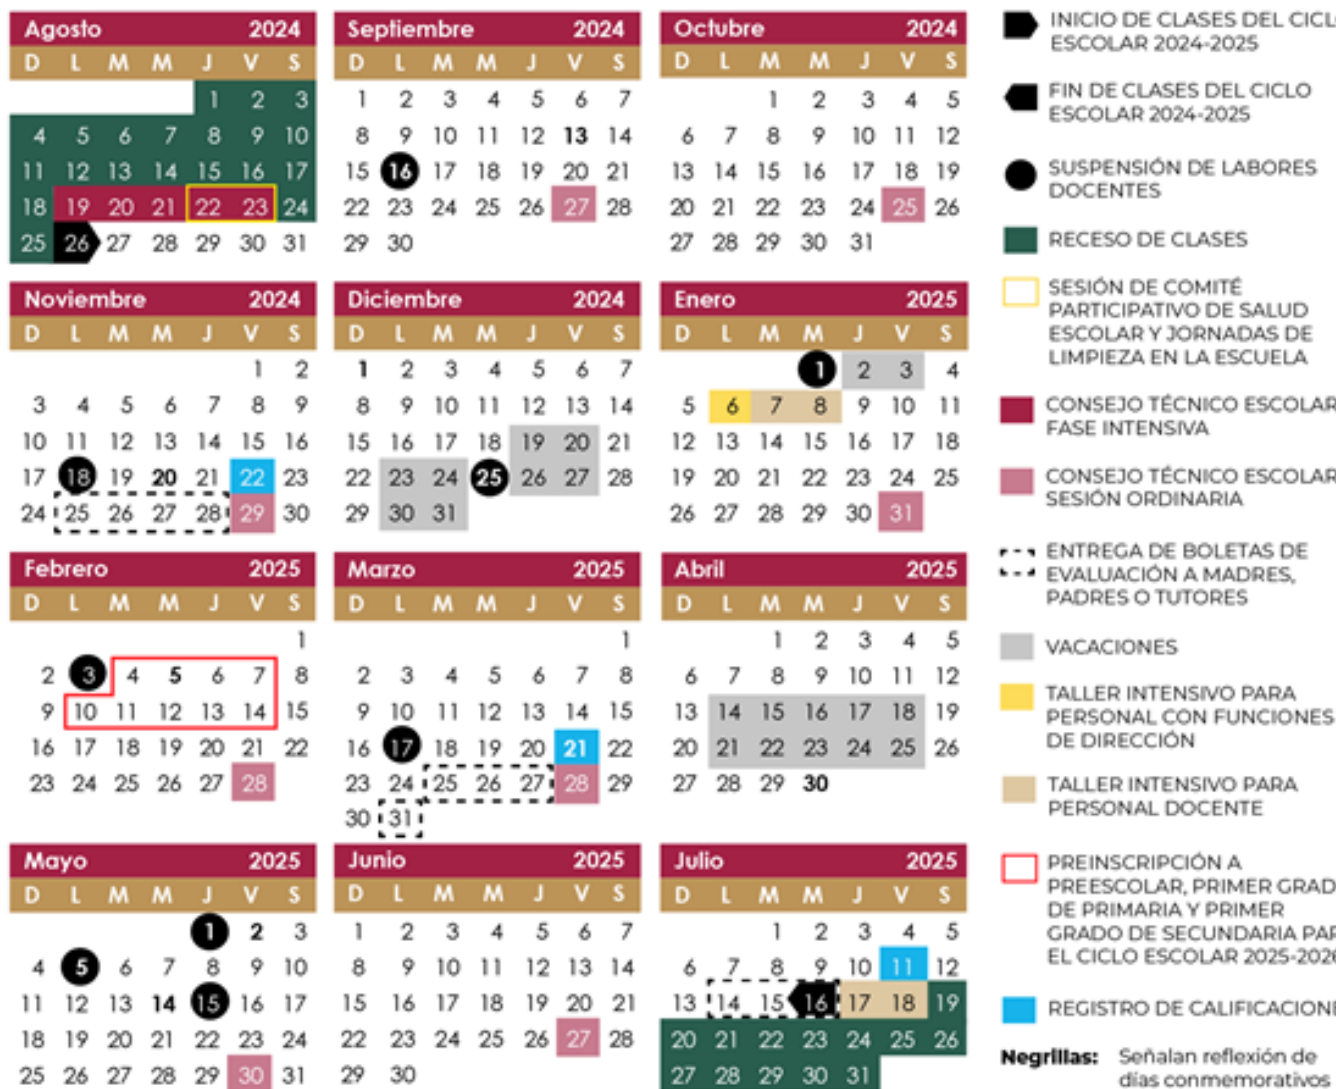 Agosto 2024
D L M M J V S
1 2 3
4 5 6 7 8 9 10
11 12 13 14 15 16 17
18 19 20 21 22 23 24
25 26 27 28 29 30 31
Septiembre 2024
D L M M J V S
1 2 3 4 5 6 7
8 9 10 11 12 13 14
15 16 17 18 19 20 21
22 23 24 25 26 27 28
29 30
Octubre 2024
D L M M J V S
1 2 3 4 5
6 7 8 9 10 11 12
13 14 15 16 17 18 19
20 21 22 23 24 25 26
27 28 29 30 31
Noviembre 2024
D L M M J V S
1 2
3 4 5 6 7 8 9
10 11 12 13 14 15 16
17 18 19 20 21 22 23
24 25 26 27 28 29 30
Diciembre 2024
D L M M J V S
1 2 3 4 5 6 7
8 9 10 11 12 13 14
15 16 17 18 19 20 21
22 23 24 25 26 27 28
29 30 31
Enero 2025
D L M M J V S
1 2 3 4
5 6 7 8 9 10 11
12 13 14 15 16 17 18
19 20 21 22 23 24 25
26 27 28 29 30 31
Febrero 2025
D L M M J V S
1
2 3 4 5 6 7 8
9 10 11 12 13 14 15
16 17 18 19 20 21 22
23 24 25 26 27 28
Marzo 2025
D L M M J V S
1
2 3 4 5 6 7 8
9 10 11 12 13 14 15
16 17 18 19 20 21 22
23 24 25 26 27 28 29
30 31
Abril 2025
D L M M J V S
1 2 3 4 5
6 7 8 9 10 11 12
13 14 15 16 17 18 19
20 21 22 23 24 25 26
27 28 29 30
Mayo 2025
D L M M J V S
1 2 3
4 5 6 7 8 9 10
11 12 13 14 15 16 17
18 19 20 21 22 23 24
25 26 27 28 29 30 31
Junio 2025
D L M M J V S
1 2 3 4 5 6 7
8 9 10 11 12 13 14
15 16 17 18 19 20 21
22 23 24 25 26 27 28
29 30
Julio 2025
D L M M J V S
1 2 3 4 5
6 7 8 9 10 11 12
13 14 15 16 17 18 19
20 21 22 23 24 25 26
27 28 29 30 31
INICIO DE CLASES DEL CICLO
ESCOLAR 2024-2025
FIN DE CLASES DEL CICLO
ESCOLAR 2024-2025
SUSPENSIÓN DE LABORES
DOCENTES
RECESO DE CLASES
SESIÓN DE COMITÉ
PARTICIPATIVO DE SALUD
ESCOLAR Y JORNADAS DE
LIMPIEZA EN LA ESCUELA
CONSEJO TÉCNICO ESCOLAR
FASE INTENSIVA
CONSEJO TÉCNICO ESCOLAR
SESIÓN ORDINARIA
ENTREGA DE BOLETAS DE
EVALUACIÓN A MADRES,
PADRES O TUTORES
VACACIONES
TALLER INTENSIVO PARA
PERSONAL CON FUNCIONES
DE DIRECCIÓN
TALLER INTENSIVO PARA
PERSONAL DOCENTE
PREINSCRIPCIÓN A
PREESCOLAR, PRIMER GRAD
DE PRIMARIA Y PRIMER
GRADO DE SECUNDARIA PAR
EL CICLO ESCOLAR 2025-2026
REGISTRO DE CALIFICACIONE
Negrillas: Señalan reflexión de
días conmemorativos